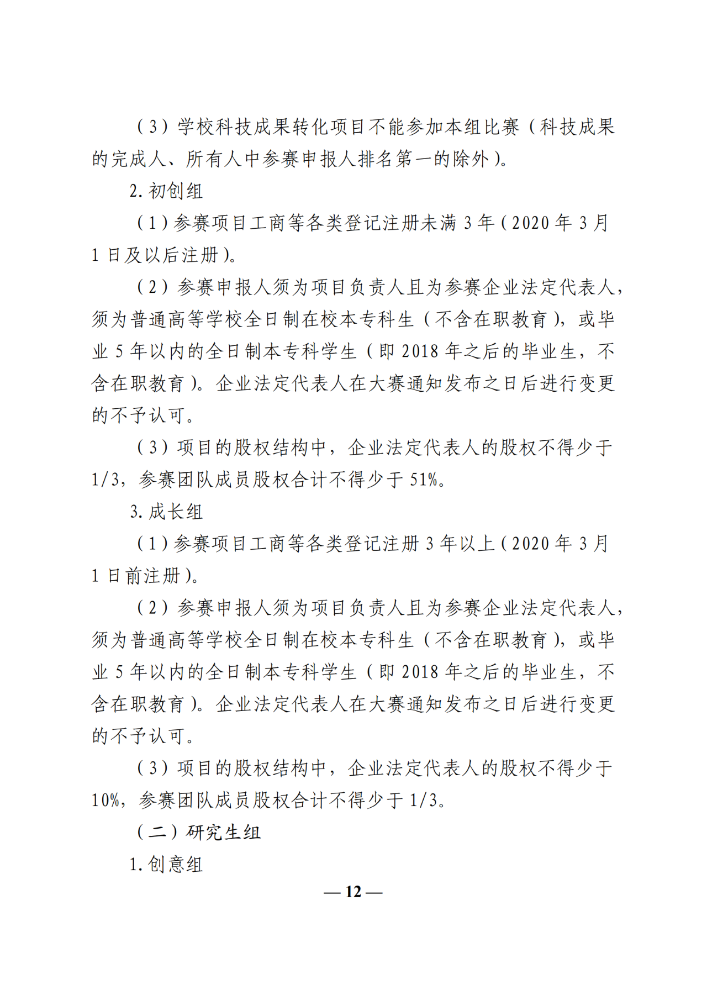 （3）学校科技成果转化项目不能参加本组比赛（科技成果
的完成人、所有人中参赛申报人排名第一的除外）。
2.初创组
（1）参赛项目工商等各类登记注册未满 3 年（2020 年 3 月
1 日及以后注册）。
（2）参赛申报人须为项目负责人且为参赛企业法定代表人，
须为普通高等学校全日制在校本专科生（不含在职教育），或毕
业 5 年以内的全日制本专科学生（即 2018 年之后的毕业生，不
含在职教育）。企业法定代表人在大赛通知发布之日后进行变更
的不予认可。
（3）项目的股权结构中，企业法定代表人的股权不得少于
1/3，参赛团队成员股权合计不得少于 51%。
3.成长组
（1）参赛项目工商等各类登记注册 3 年以上（2020 年 3 月
1 日前注册）。
（2）参赛申报人须为项目负责人且为参赛企业法定代表人，
须为普通高等学校全日制在校本专科生（不含在职教育），或毕
业 5 年以内的全日制本专科学生（即 2018 年之后的毕业生，不
含在职教育）。企业法定代表人在大赛通知发布之日后进行变更
的不予认可。
（3）项目的股权结构中，企业法定代表人的股权不得少于
10%，参赛团队成员股权合计不得少于 1/3。
（二）研究生组
1.创意组
— 12 —